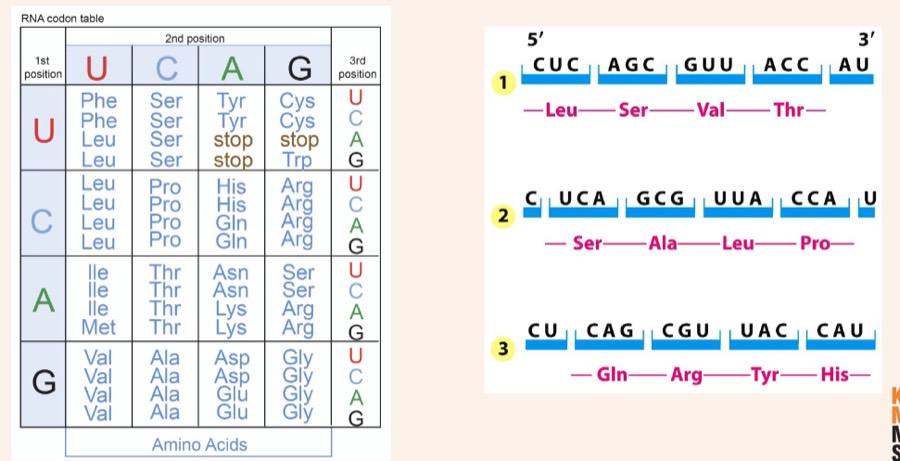 RNA codon table
2nd position
1st position U C A G 3rd position
U
Phe Ser Tyr Cys U
Phe Ser Tyr Cys C
Leu Ser stop stop A
Leu Ser stop Trp G
C
Leu Pro His Arg U
Leu Pro His Arg C
Leu Pro Gln Arg A
Leu Pro Gln Arg G
A
Ile Thr Asn Ser U
Ile Thr Asn Ser C
Ile Thr Lys Arg A
Met Thr Lys Arg G
G
Val Ala Asp Gly U
Val Ala Asp Gly C
Val Ala Glu Gly A
Val Ala Glu Gly G
Amino Acids
5′ 3′
1 CUC AGC GUU ACC AU
Leu Ser Val Thr
2 C UCA GCG UUA CCA U
Ser Ala Leu Pro
3 CU CAG CGU UAC CAU
Gln Arg Tyr His